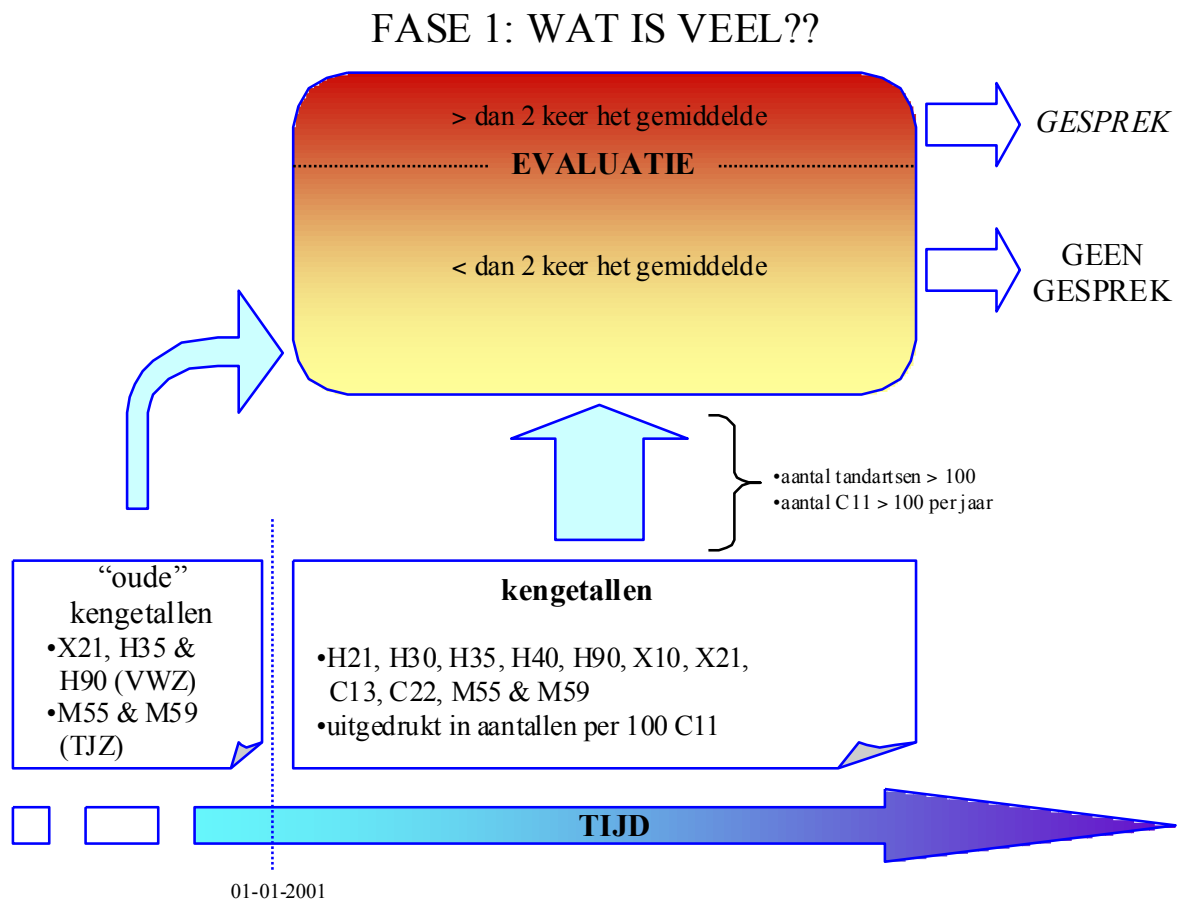 FASE 1: WAT IS VEEL??
> dan 2 keer het gemiddelde
EVALUATIE
< dan 2 keer het gemiddelde
GESPREK
GEEN
GESPREK
•aantal tandartsen > 100
•aantal C11 > 100 per jaar
“oude”
kengetallen
•X21, H35 &
H90 (VWZ)
•M55 & M59
(TJZ)
kengetallen
•H21, H30, H35, H40, H90, X10, X21,
C13, C22, M55 & M59
•uitgedrukt in aantallen per 100 C11
TIJD
01-01-2001